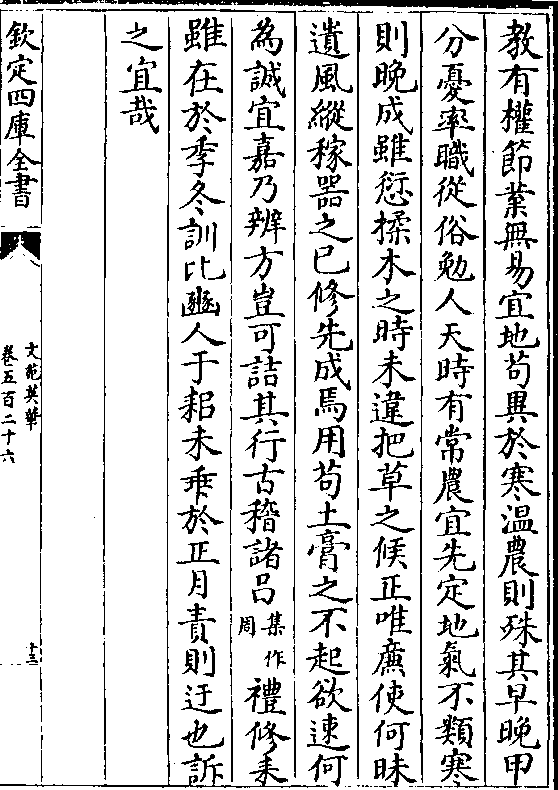 教有權節業無易宜地苟異於寒温農則殊其早晚甲
分憂率職從俗勉人天時有常農宜先定地氣不類寒
則晚成雖愆揉木之時未違把草之候正唯廉使何昧
遺風縱稼器之已修先成焉用苟土膏之不起欲速何
為誠宜嘉乃辨方豈可詰其行古稽諸吕集作周禮修耒
雖在於季冬訓比豳人于耜未乖於正月責則迂也訴
之宜哉
欽定四庫全書
文苑英華
卷五百二十六
十三